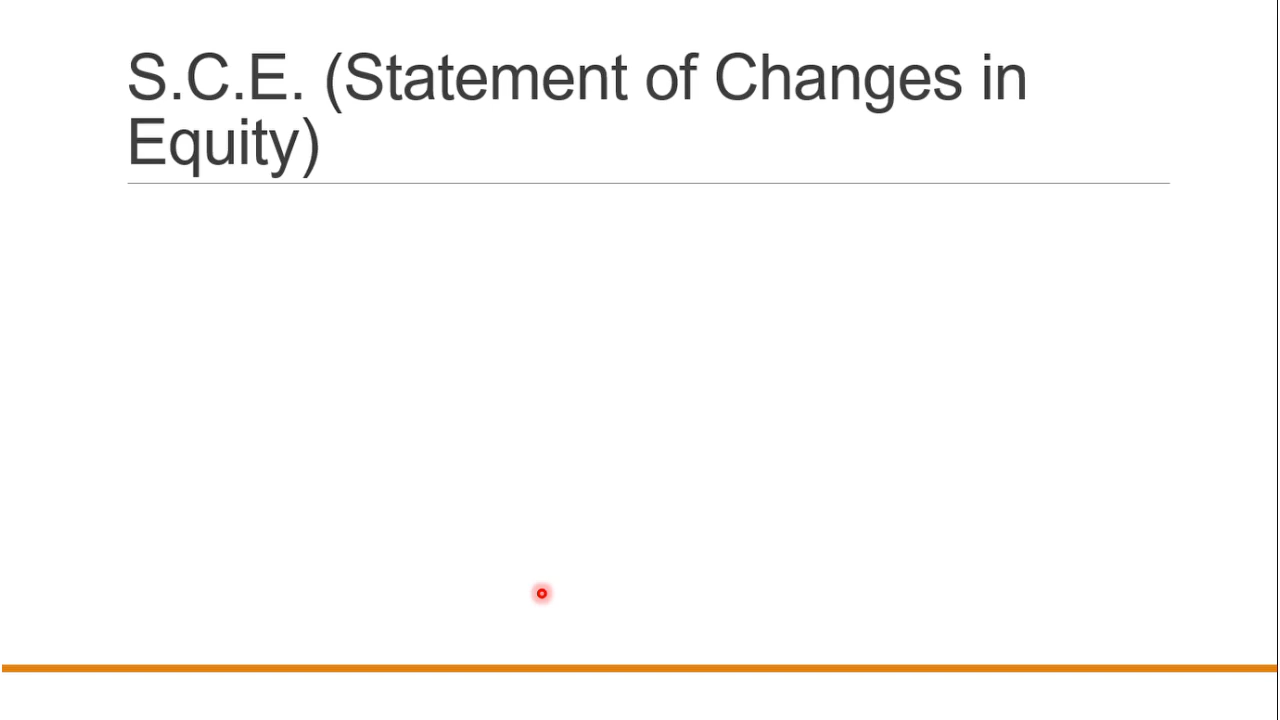 S.C.E. (Statement of Changes in
Equity)